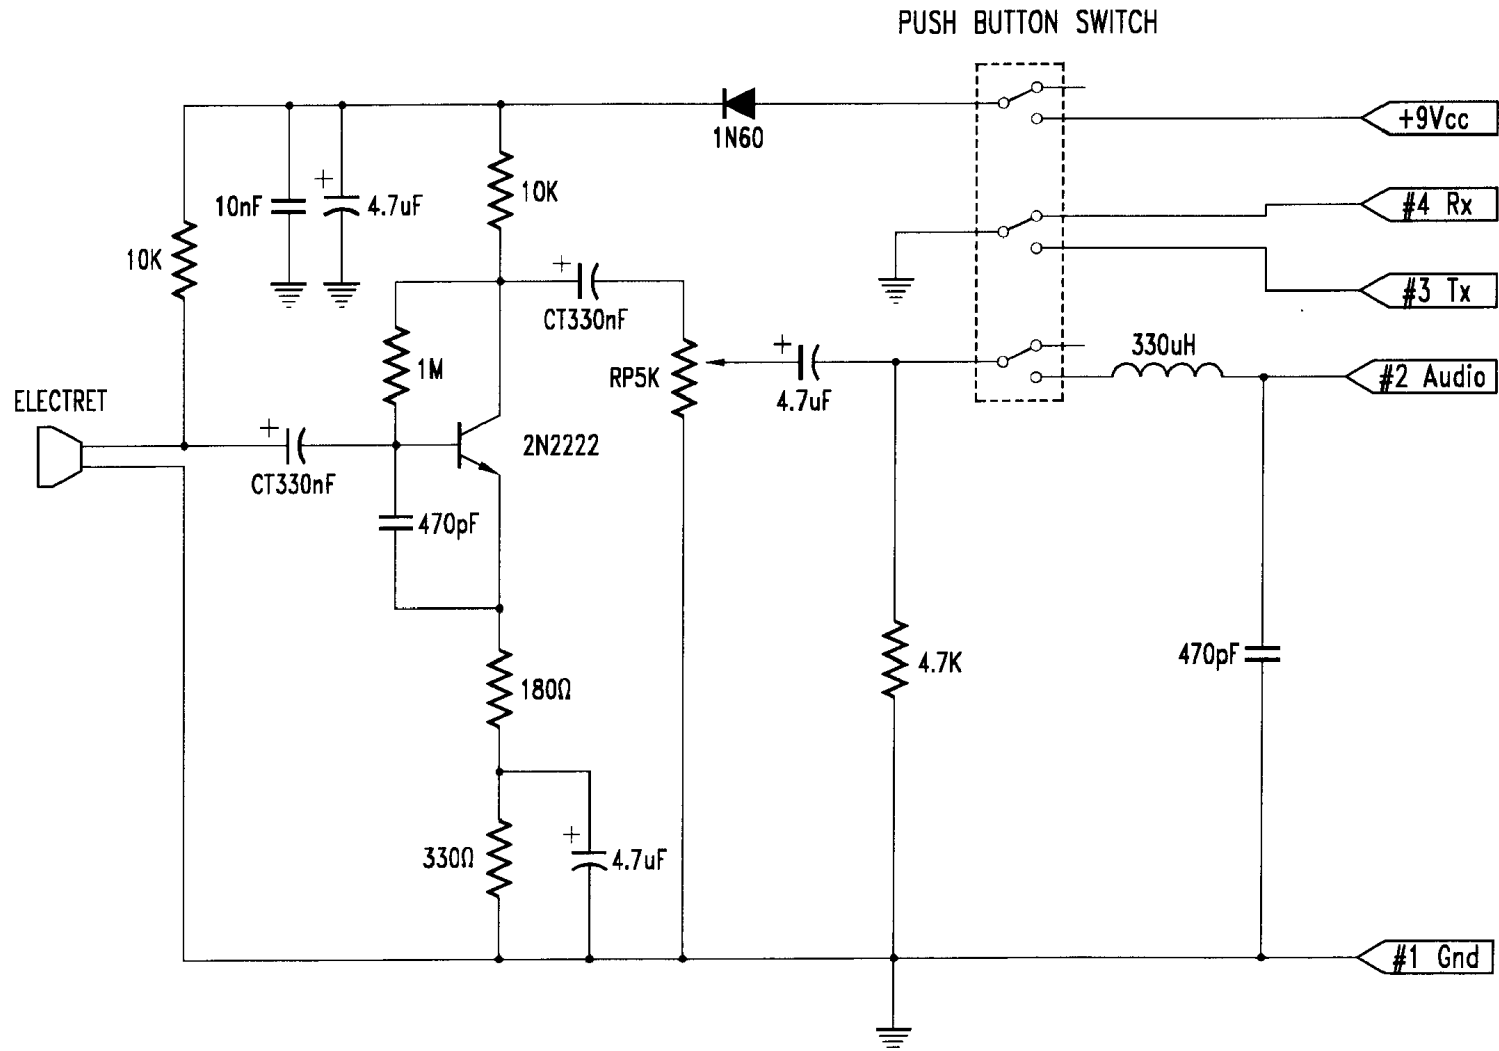 PUSH BUTTON SWITCH
+9Vcc
1N60
10K
10nF
+
4.7uF
#4 Rx
10K
#3 Tx
+
CT330nF
1M
RP5K
+
4.7uF
330uH
#2 Audio
ELECTRET
+
CT330nF
2N2222
470pF
4.7K
470pF
180Ω
330Ω
+
4.7uF
#1 Gnd